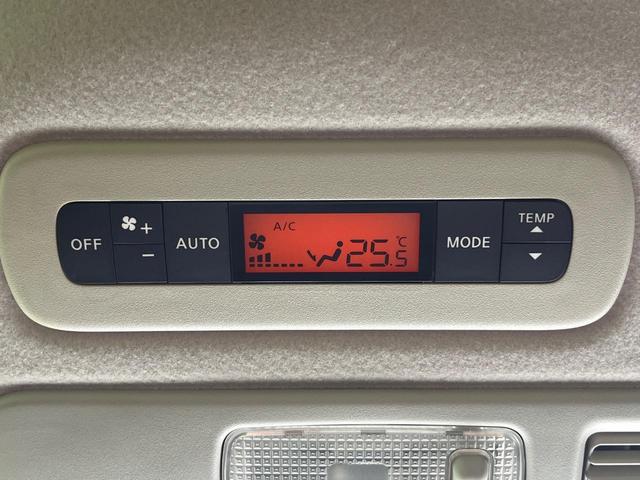 OFF
+
−
AUTO
A/C
25.5 °C
MODE
TEMP